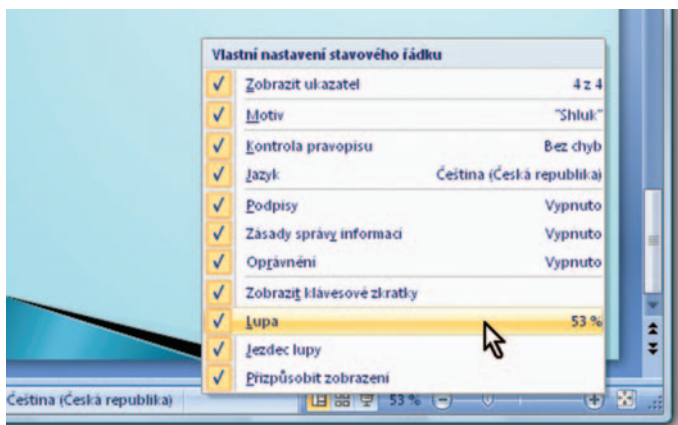 Vlastní nastavení stavového řádku
Zobrazit ukazatel 4 z 4
Motiv "Shluk"
Kontrola pravopisu Bez chyb
Jazyk Čeština (Česká republika)
Podpisy Vypnuto
Zásady správy informací Vypnuto
Oprávnění Vypnuto
Zobrazit klávesové zkratky
Lupa 53 %
Jezdec lupy
Přizpůsobit zobrazení
Čeština (Česká republika) 53 %